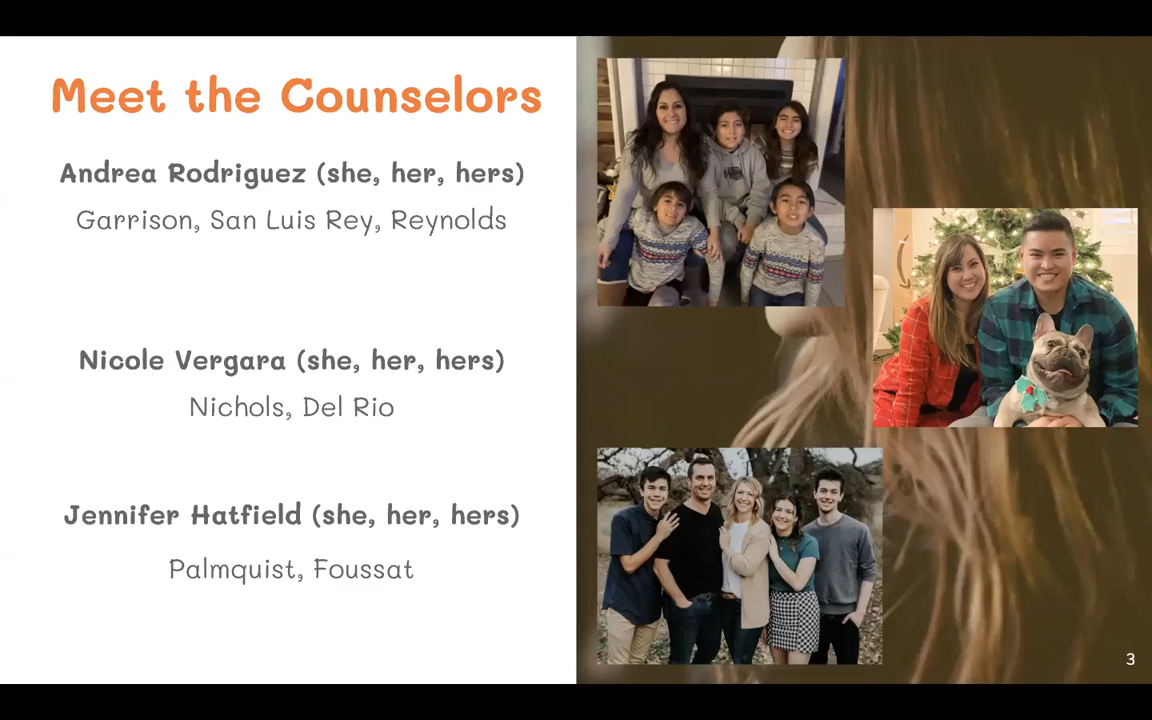 Meet the Counselors
Andrea Rodriguez (she, her, hers)
Garrison, San Luis Rey, Reynolds
Nicole Vergara (she, her, hers)
Nichols, Del Rio
Jennifer Hatfield (she, her, hers)
Palmquist, Foussat
3